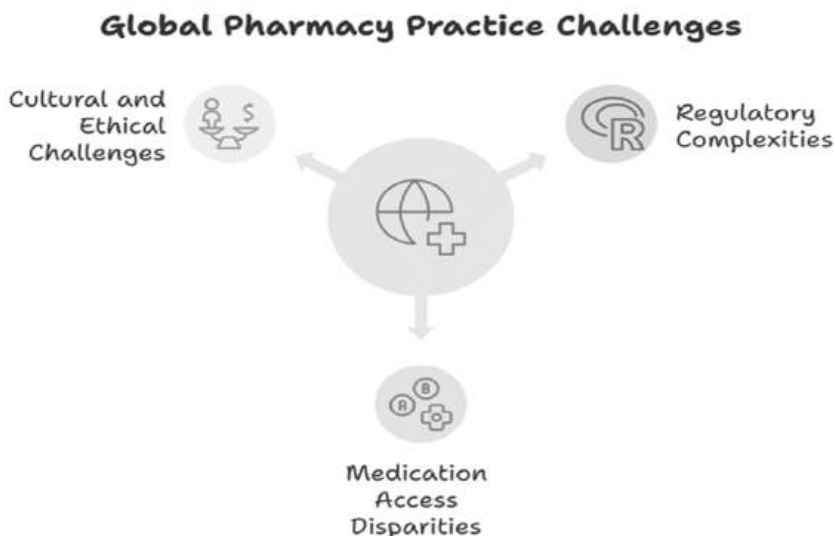 Global Pharmacy Practice Challenges
Cultural and
Ethical
Challenges
$
R
Regulatory
Complexities
A
B
Medication
Access
Disparities